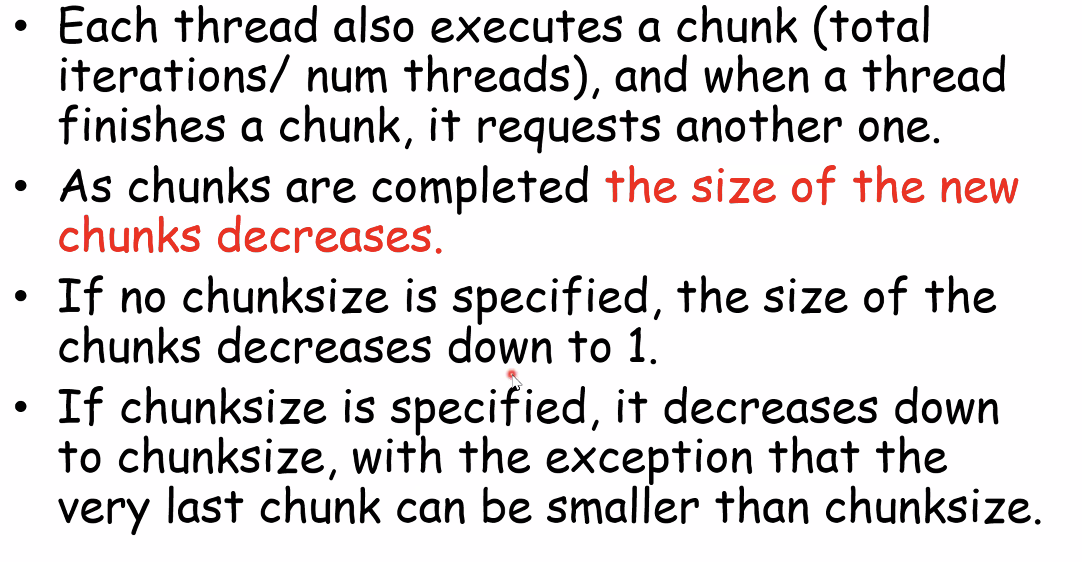 • Each thread also executes a chunk (total
iterations/ num threads), and when a thread
finishes a chunk, it requests another one.
• As chunks are completed the size of the new
chunks decreases.
• If no chunksize is specified, the size of the
chunks decreases down to 1.
• If chunksize is specified, it decreases down
to chunksize, with the exception that the
very last chunk can be smaller than chunksize.